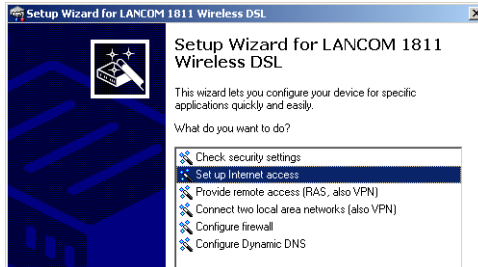 Setup Wizard for LANCOM 1811 Wireless DSL
Setup Wizard for LANCOM 1811
Wireless DSL
This wizard lets you configure your device for specific
applications quickly and easily.
What do you want to do?
Check security settings
Set up Internet access
Provide remote access (RAS, also VPN)
Connect two local area networks (also VPN)
Configure firewall
Configure Dynamic DNS